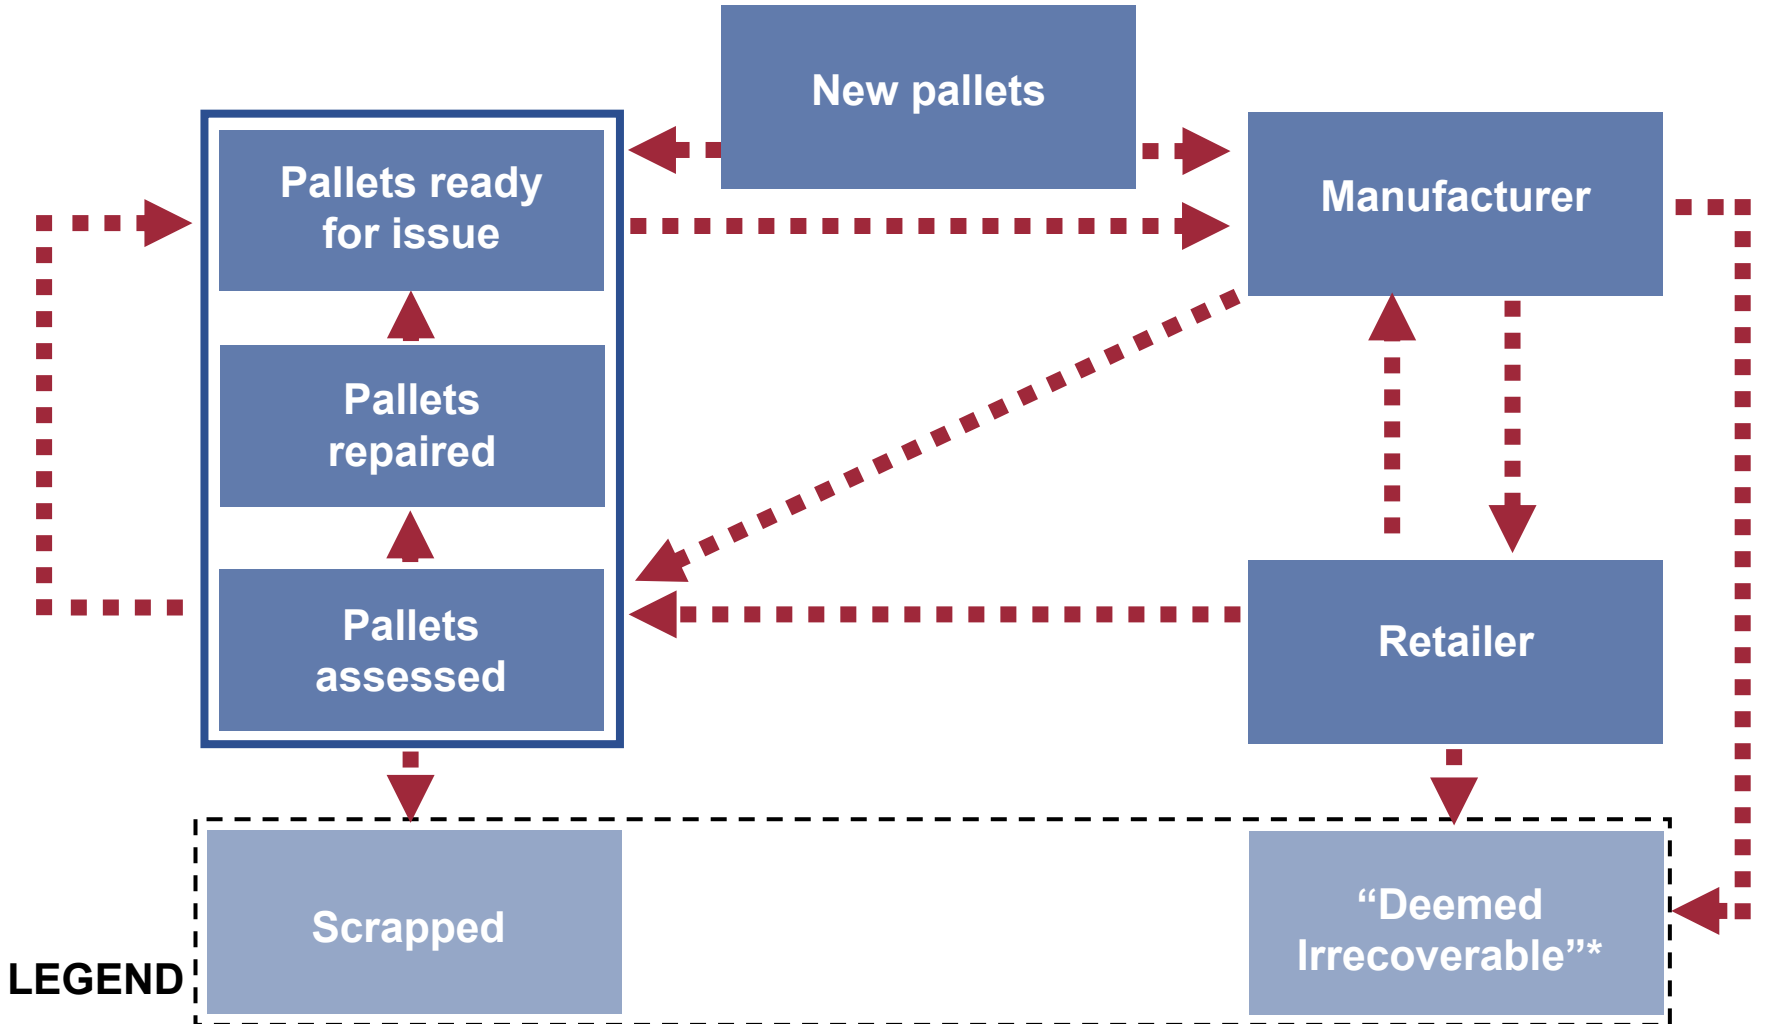 New pallets
Pallets ready
for issue
Manufacturer
Pallets
repaired
Pallets
assessed
Retailer
Scrapped
“Deemed
Irrecoverable”*
LEGEND